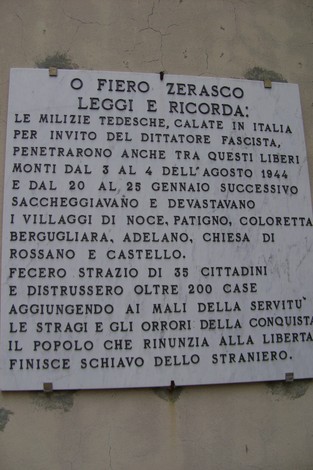 O FIERO ZERASCO
LEGGI E RICORDA:
LE MILIZIE TEDESCHE, CALATE IN ITALIA
PER INVITO DEL DITTATORE FASCISTA,
PENETRARONO ANCHE TRA QUESTI LIBERI
MONTI DAL 3 AL 4 DELL'AGOSTO 1944
E DAL 20 AL 25 GENNAIO SUCCESSIVO
SACCHEGGIAVANO E DEVASTAVANO
I VILLAGGI DI NOCE, PATIGNO, COLORETTA
BERGUGLIARA, ADELANO, CHIESA DI
ROSSANO E CASTELLO.
FECERO STRAZIO DI 35 CITTADINI
E DISTRUSSERO OLTRE 200 CASE
AGGIUNGENDO AI MALI DELLA SERVITU'
LE STRAGI E GLI ORRORI DELLA CONQUISTA
IL POPOLO CHE RINUNZIA ALLA LIBERTA
FINISCE SCHIAVO DELLO STRANIERO.